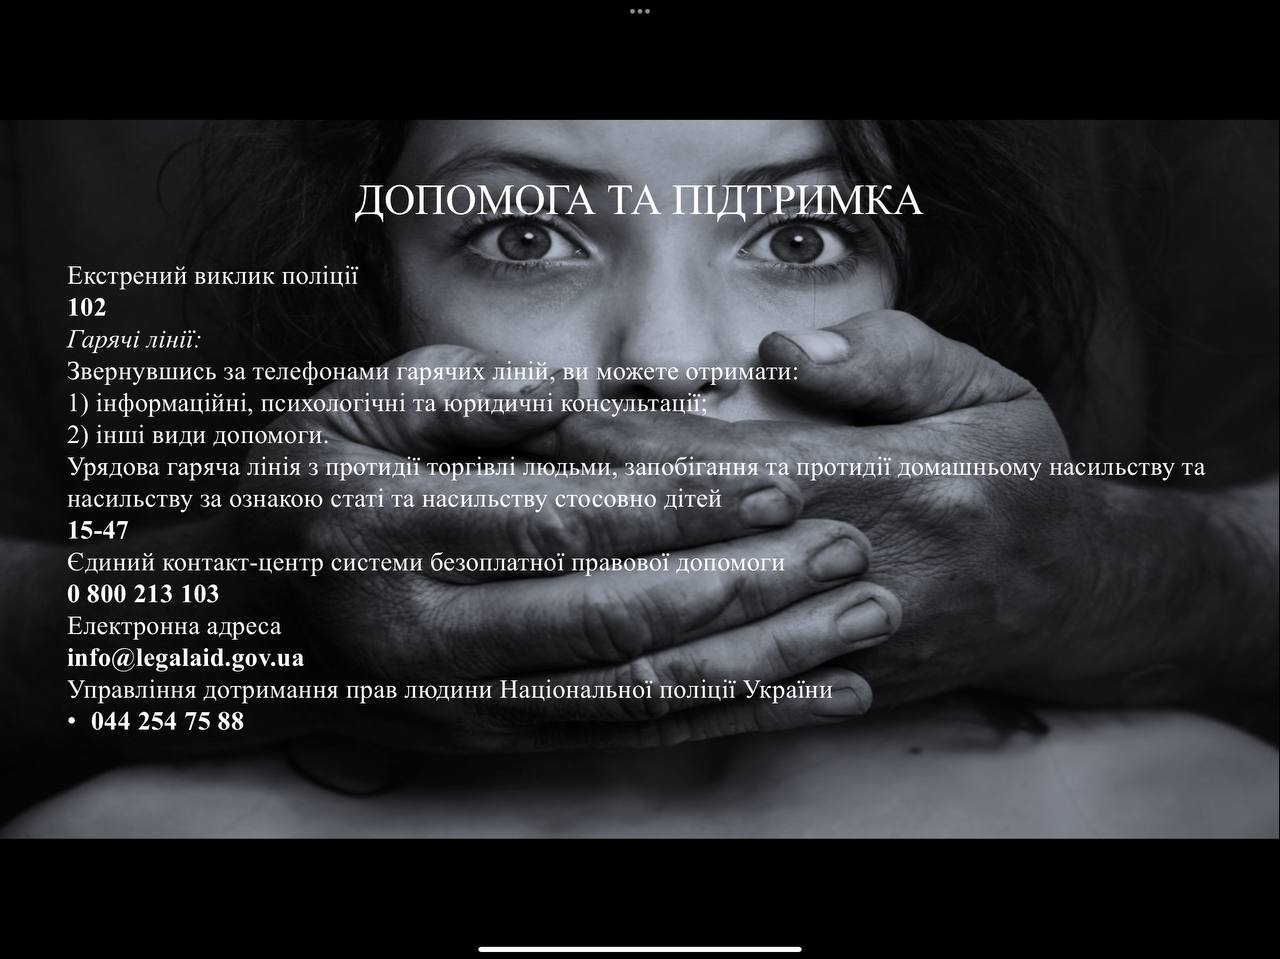 ДОПОМОГА ТА ПІДТРИМКА
Екстрений виклик поліції
102
Гарячі лінії:
Звернувшись за телефонами гарячих ліній, ви можете отримати:
1) інформаційні, психологічні та юридичні консультації;
2) інші види допомоги.
Урядова гаряча лінія з протидії торгівлі людьми, запобігання та протидії домашньому насильству та
насильству за ознакою статі та насильству стосовно дітей
15-47
Єдиний контакт-центр системи безоплатної правової допомоги
0 800 213 103
Електронна адреса
info@legalaid.gov.ua
Управління дотримання прав людини Національної поліції України
• 044 254 75 88